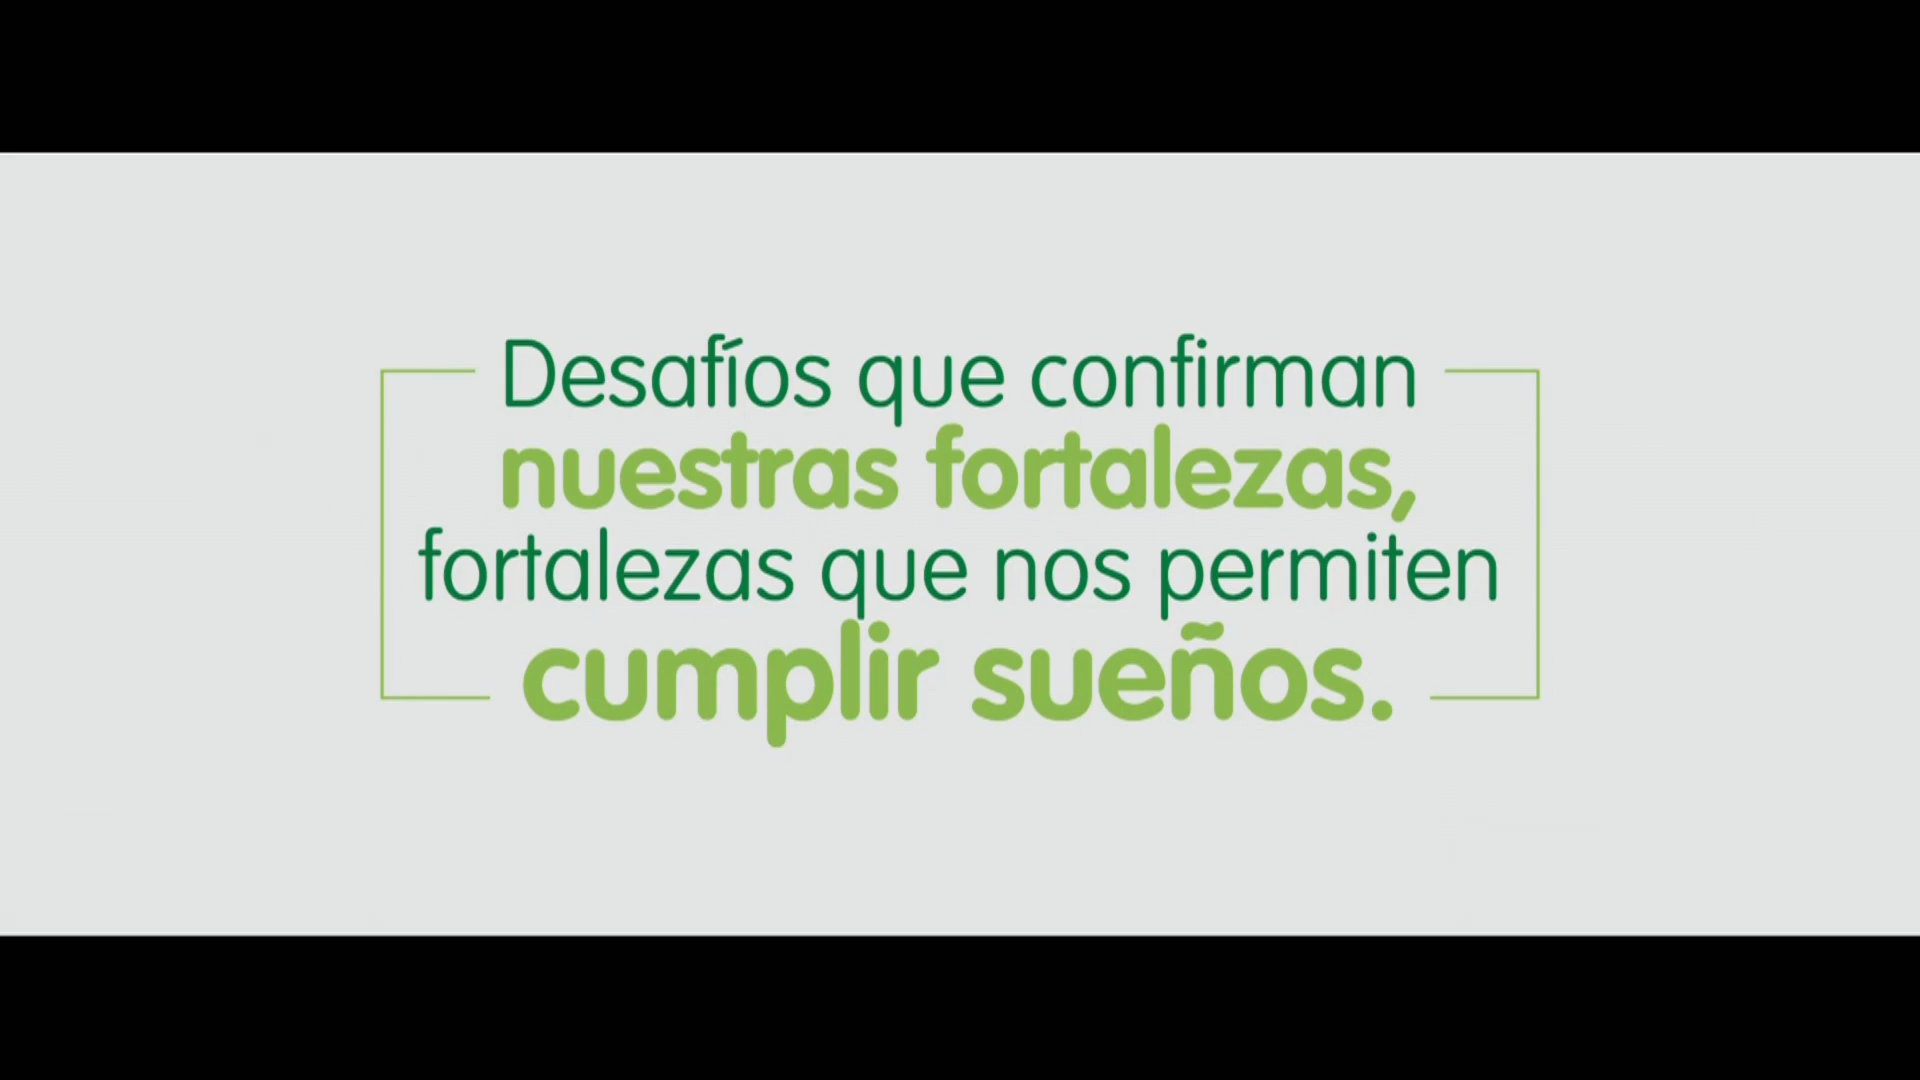 Desafíos que confirman
nuestras fortalezas,
fortalezas que nos permiten
cumplir sueños.